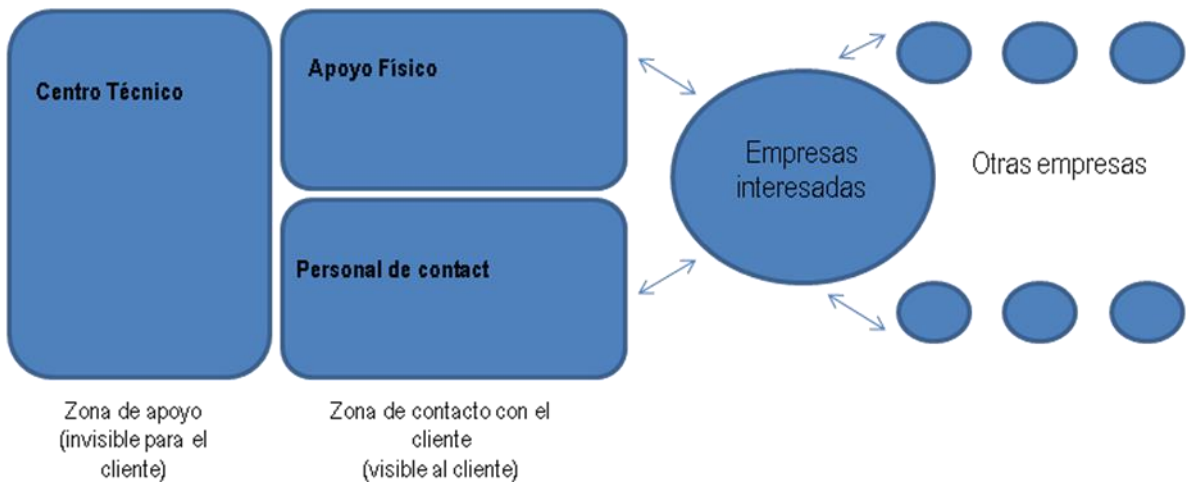 Centro Técnico
Apoyo Físico
Personal de contact
Empresas
interesadas
Otras empresas
Zona de apoyo
(invisible para el
cliente)
Zona de contacto con el
cliente
(visible al cliente)